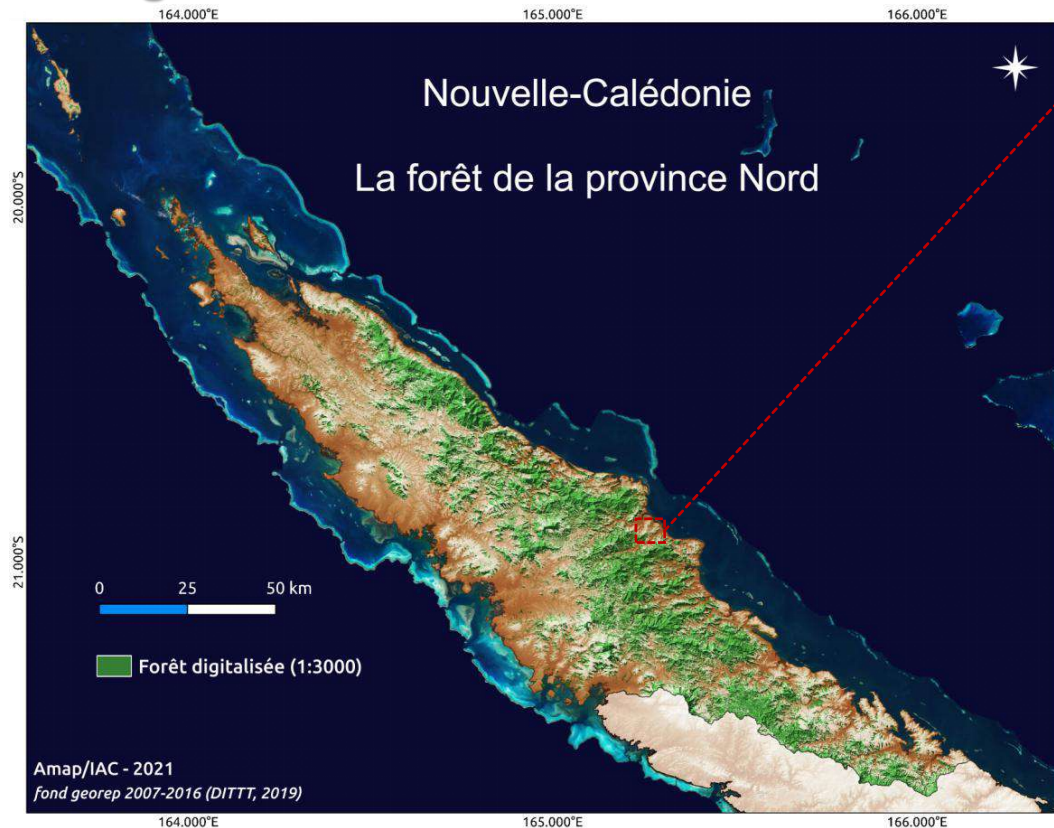 164.000°E 165.000°E 166.000°E
Nouvelle-Calédonie
La forêt de la province Nord
20.000°S
21.000°S
0 25 50 km
Forêt digitalisée (1:3000)
Amap/IAC - 2021
fond georep 2007-2016 (DITTT, 2019)
164.000°E 165.000°E 166.000°E